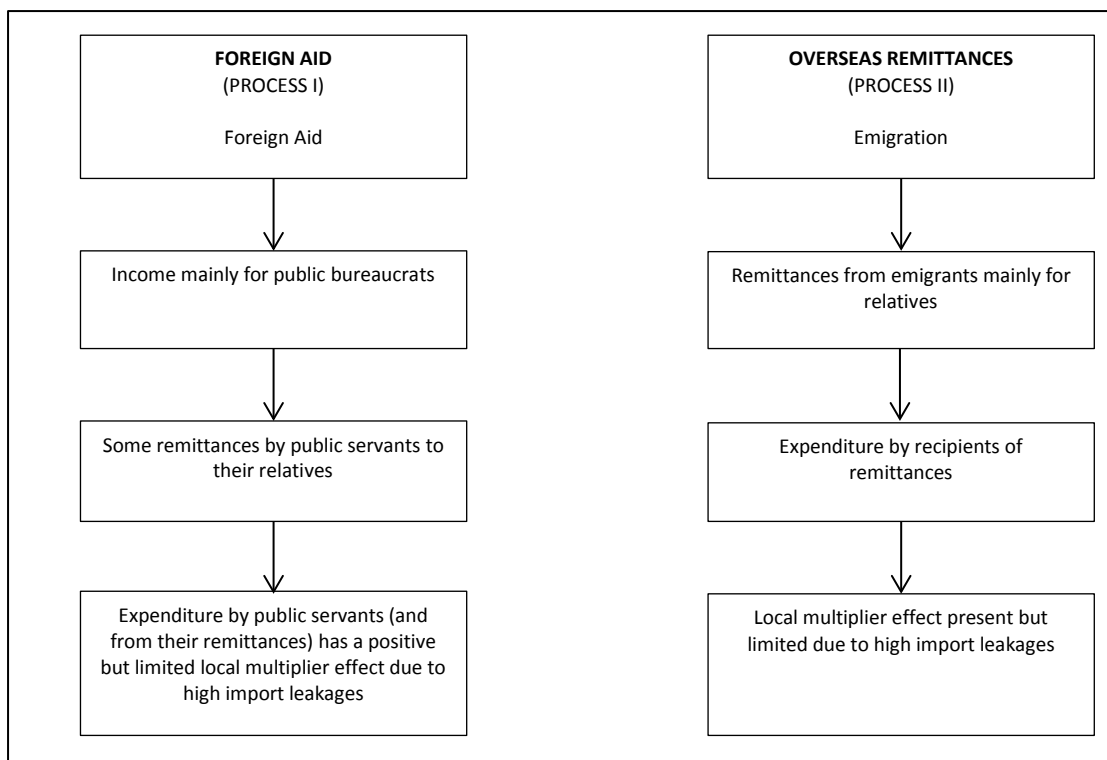 FOREIGN AID
(PROCESS I)
Foreign Aid
Income mainly for public bureaucrats
Some remittances by public servants to
their relatives
Expenditure by public servants (and
from their remittances) has a positive
but limited local multiplier effect due to
high import leakages
OVERSEAS REMITTANCES
(PROCESS II)
Emigration
Remittances from emigrants mainly for
relatives
Expenditure by recipients of
remittances
Local multiplier effect present but
limited due to high import leakages